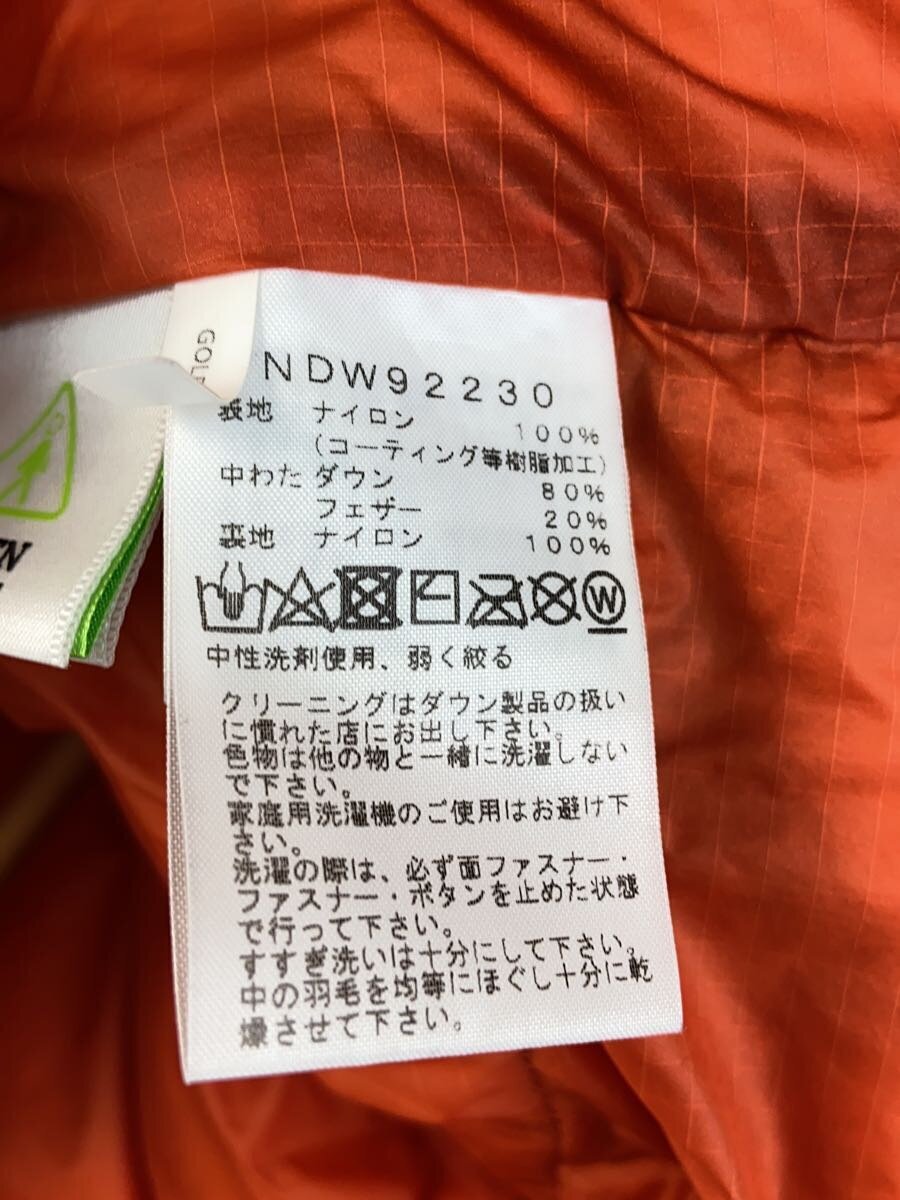 NDW92230
表地 ナイロン 100%
(コーティング等樹脂加工)
中わた ダウン 80%
フェザー 20%
裏地 ナイロン 100%
W
中性洗剤使用、弱く絞る
クリーニングはダウン製品の扱い
に慣れた店にお出し下さい。
色物は他の物と一緒に洗濯しない
で下さい。
家庭用洗濯機のご使用はお避け下
さい。
洗濯の際は、必ず面ファスナー・
ファスナー・ボタンを止めた状態
で行って下さい。
すすぎ洗いは十分にして下さい。
中の羽毛を均等にほぐし十分に乾
燥させて下さい。